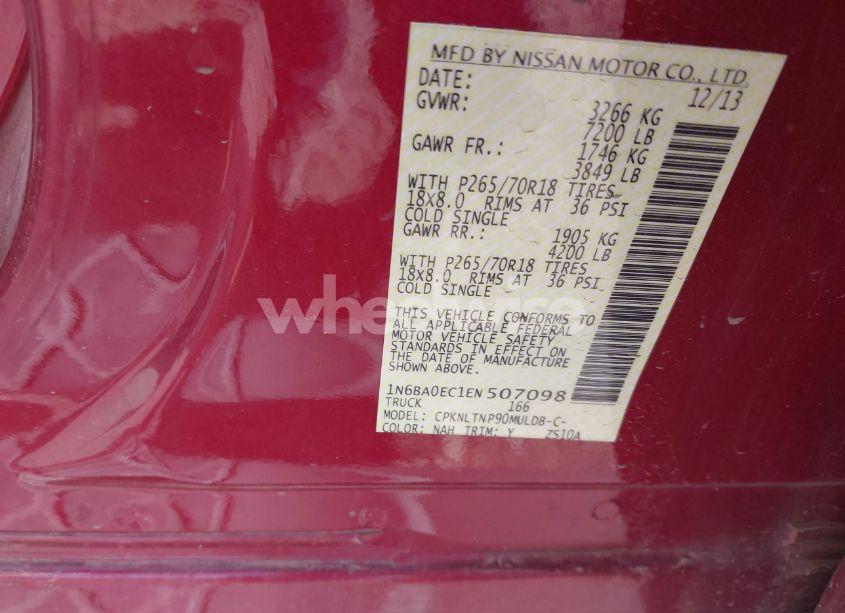 MFD BY NISSAN MOTOR CO., LTD.
DATE: 12/13
GVWR: 3266 KG
7200 LB
GAWR FR.: 1746 KG
3849 LB
WITH P265/70R18 TIRES
18X8.0 RIMS AT 36 PSI
COLD SINGLE
GAWR RR.: 1905 KG
4200 LB
WITH P265/70R18 TIRES
18X8.0 RIMS AT 36 PSI
COLD SINGLE
THIS VEHICLE CONFORMS TO
ALL APPLICABLE FEDERAL
MOTOR VEHICLE SAFETY
STANDARDS IN EFFECT ON
THE DATE OF MANUFACTURE
SHOWN ABOVE.
1N6BA0EC1EN507098
TRUCK 166
MODEL: CPKNLTNP90MULDB-C-
COLOR: NAH TRIM: Y ZS10A